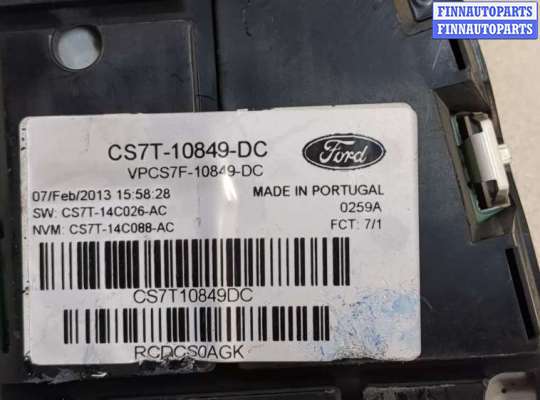 FINNAUTOPARTS
FINNAUTOPARTS
CS7T-10849-DC
VPCS7F-10849-DC
Ford
07/Feb/2013 15:58:28
MADE IN PORTUGAL
SW: CS7T-14C026-AC
0259A
NVM: CS7T-14C088-AC
FCT: 7/1
CS7T10849DC
RCDCS0AGK